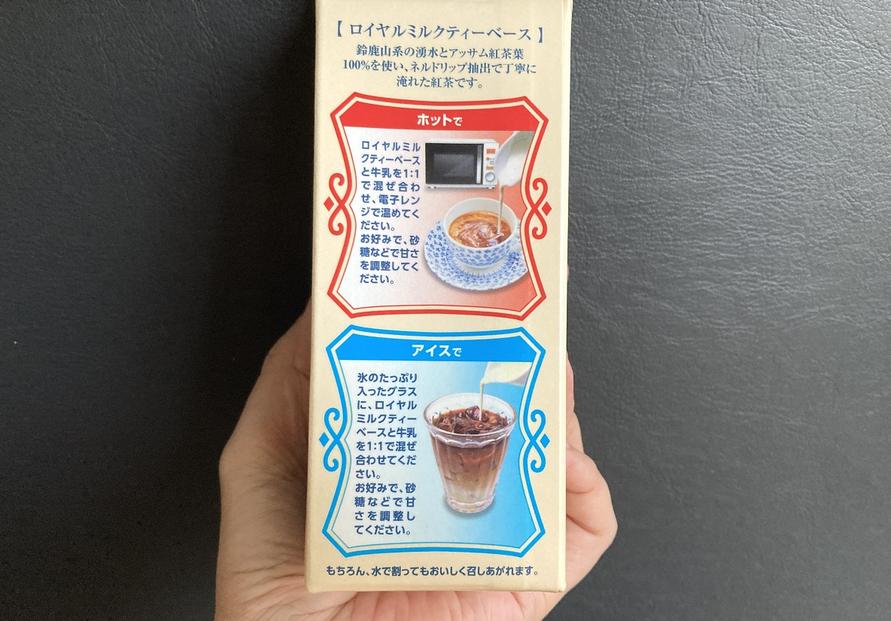 【 ロイヤルミルクティーベース 】
鈴鹿山系の湧水とアッサム紅茶葉
100%を使い、ネルドリップ抽出で丁寧に
淹れた紅茶です。
ホットで
ロイヤルミル
クティーベース
と牛乳を1:1
で混ぜ合わ
せ、電子レン
ジで温めてく
ださい。
お好みで、砂
糖などで甘さ
を調整してく
ださい。
アイスで
氷のたっぷり
入ったグラス
に、ロイヤル
ミルクティー
ベースと牛乳
を1:1で混ぜ
合わせてくだ
さい。
お好みで、砂
糖などで甘
さを調整し
てください。
もちろん、水で割ってもおいしく召しあがれます。